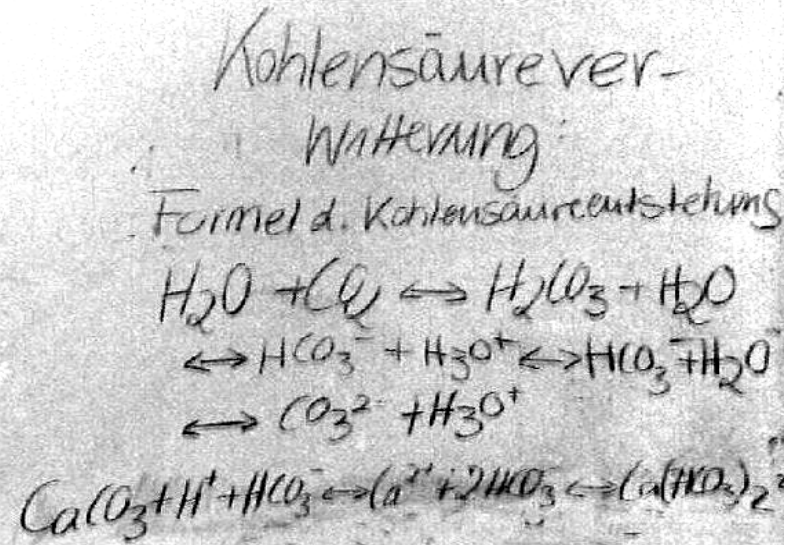 Kohlensäurever-
witterung:
Formel d. Kohlensäureentstehung
H₂O + CO₂ ⟷ H₂CO₃ + H₂O
⟷ HCO₃⁻ + H₃O⁺ ⟷ HCO₃⁻ + H₂O
⟷ CO₃²⁻ + H₃O⁺
CaCO₃ + H⁺ + HCO₃⁻ ⟷ Ca²⁺ + 2HCO₃⁻ ⟷ Ca(HCO₃)₂